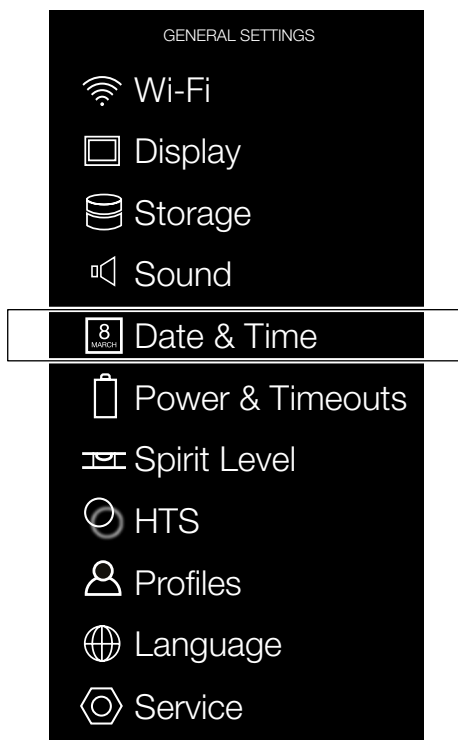 GENERAL SETTINGS
Wi-Fi
Display
Storage
Sound
8
MARCH
Date & Time
Power & Timeouts
Spirit Level
HTS
Profiles
Language
Service